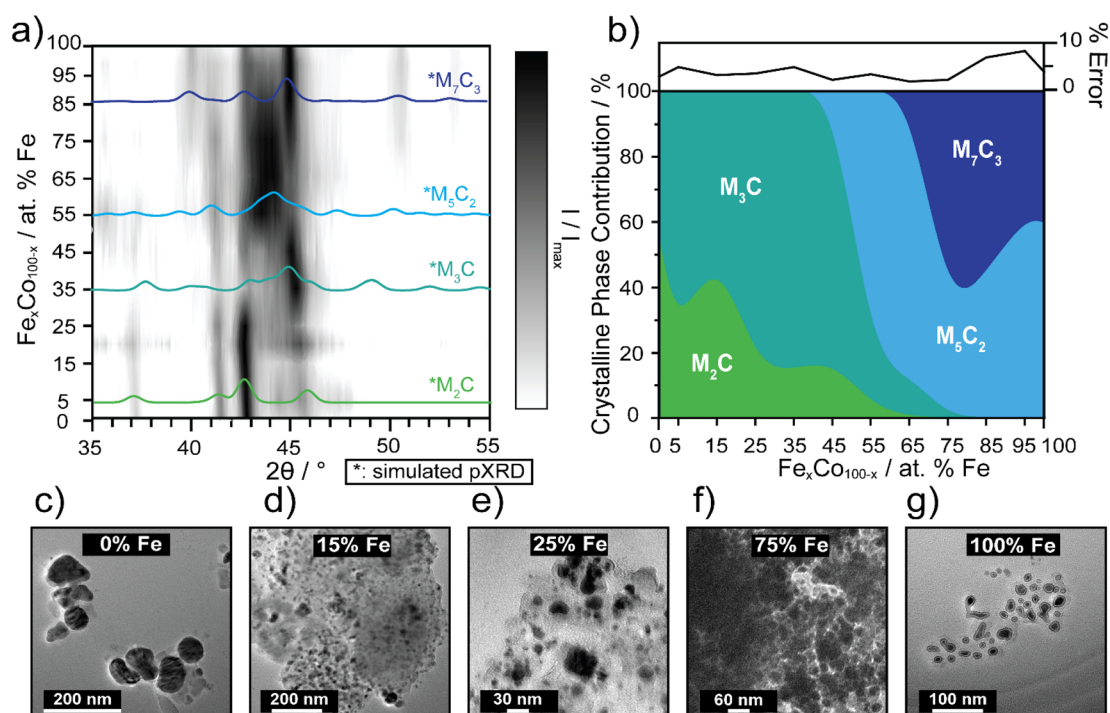 a)
Fe_xCo_100-x / at. % Fe
100
95
85
75
65
55
45
35
25
15
5
0
*M₇C₃
*M₅C₂
*M₃C
*M₂C
35
40
45
50
55
2θ / °
*: simulated pXRD
I / I_max
b)
10
0
% Error
Crystalline Phase Contribution / %
100
80
60
40
20
0
M₇C₃
M₃C
M₅C₂
M₂C
0 5 15 25 35 45 55 65 75 85 95 100
Fe_xCo_100-x / at. % Fe
c)
0% Fe
200 nm
d)
15% Fe
200 nm
e)
25% Fe
30 nm
f)
75% Fe
60 nm
g)
100% Fe
100 nm